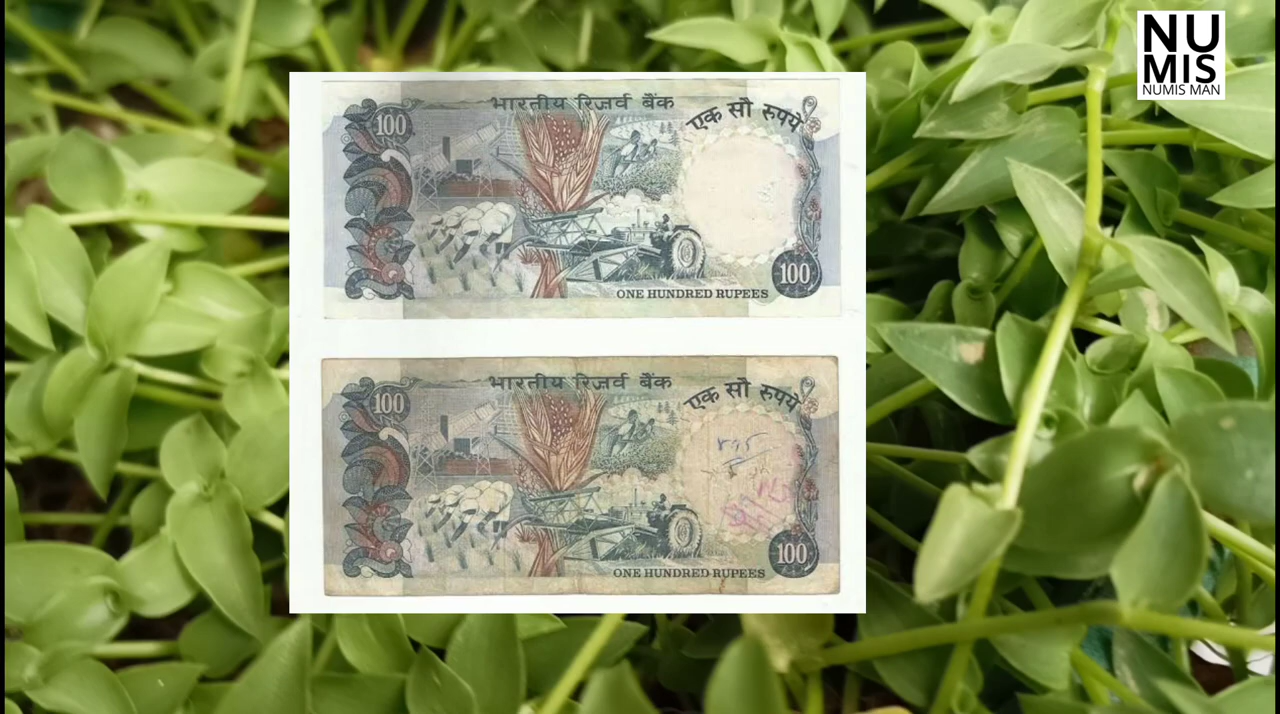 NU
MIS
NUMIS MAN
भारतीय रिज़र्व बैंक
एक सौ रुपये
100
100
ONE HUNDRED RUPEES
भारतीय रिज़र्व बैंक
एक सौ रुपये
100
100
ONE HUNDRED RUPEES